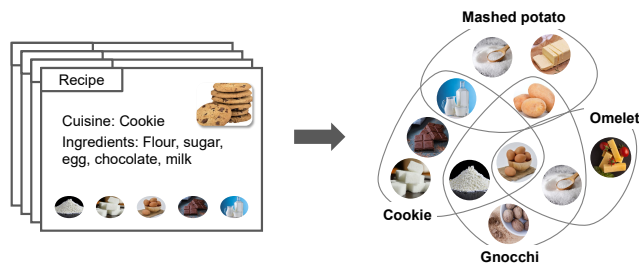 Recipe
Cuisine: Cookie
Ingredients: Flour, sugar,
egg, chocolate, milk
Mashed potato
Omelet
Cookie
Gnocchi